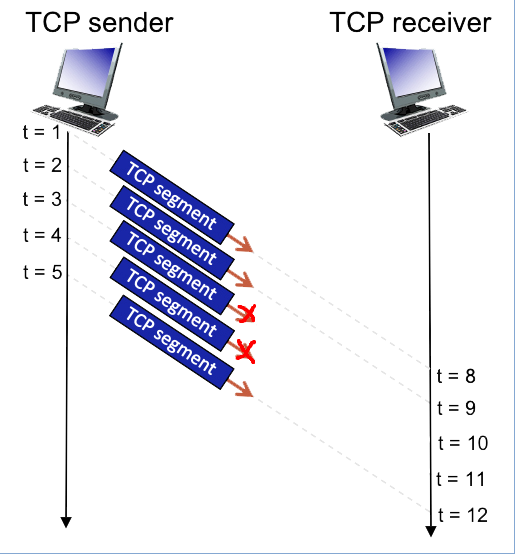 TCP sender
TCP receiver
t = 1
t = 2
t = 3
t = 4
t = 5
TCP segment
TCP segment
TCP segment
TCP segment
TCP segment
t = 8
t = 9
t = 10
t = 11
t = 12